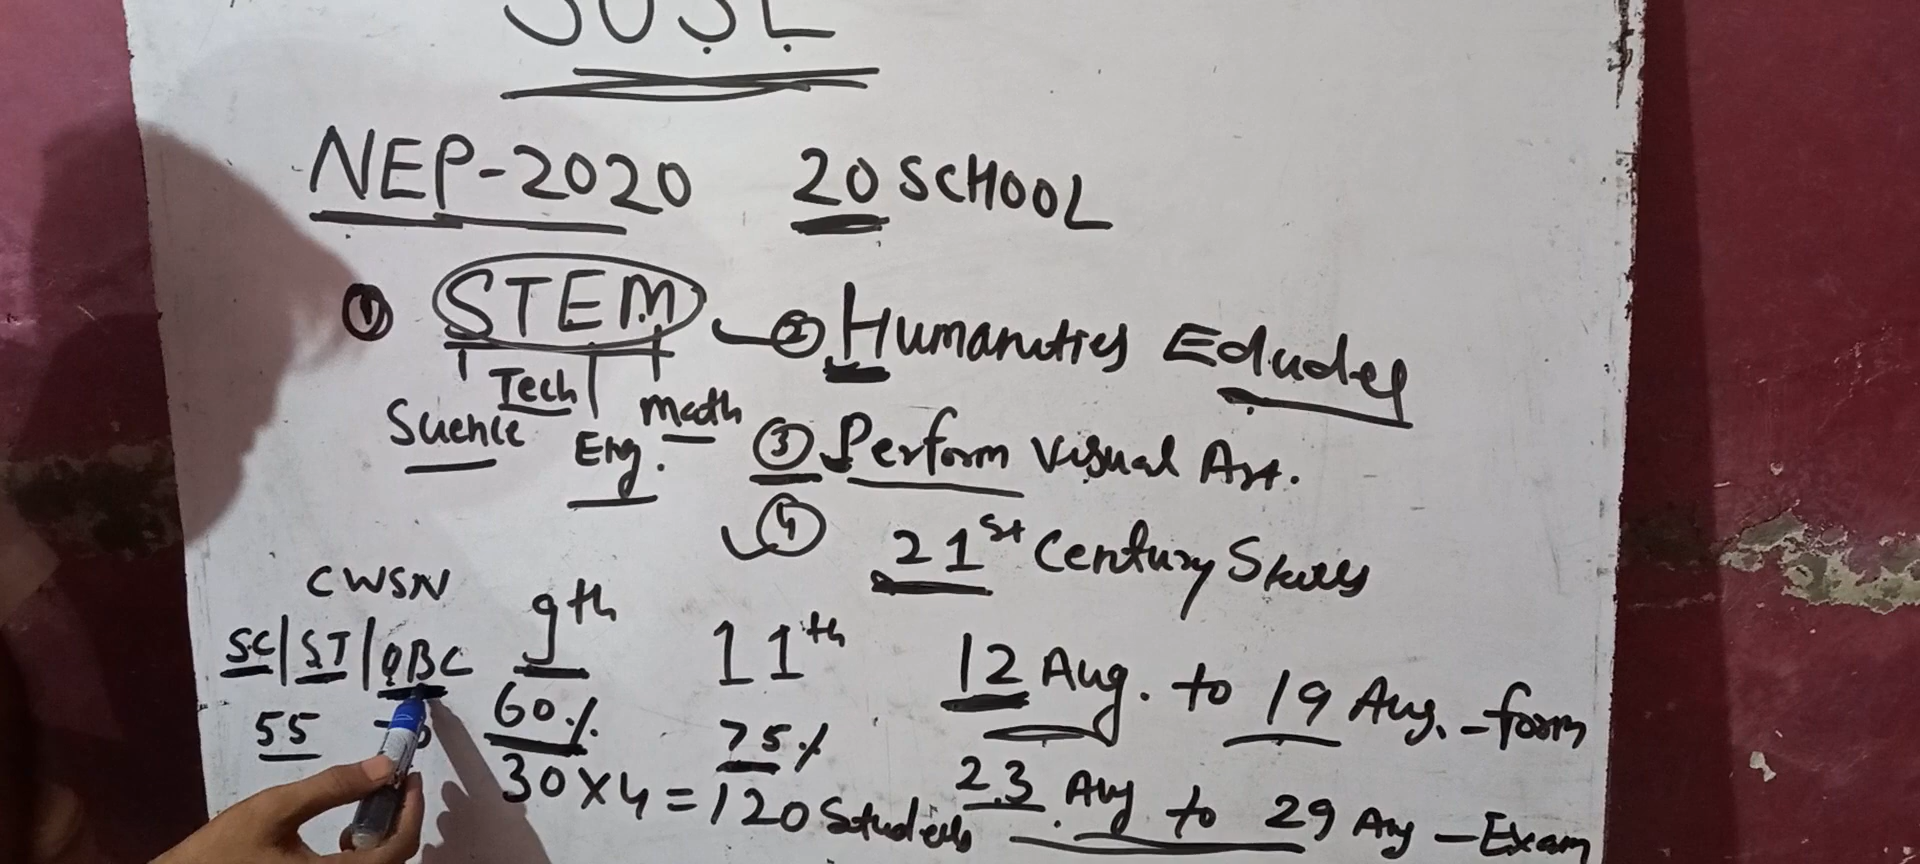 SOSE
NEP-2020 20 SCHOOL
① STEM
Science Tech Eng. Math
② Humanities
③ Perform Visual Art.
④ 21st Century Skills
CWSN
SC/ST/OBC 9th 11th 12 Aug. to 19 Aug. - form
55 60% 75%
30×4=120 Students 23 Aug to 29 Aug - Exam